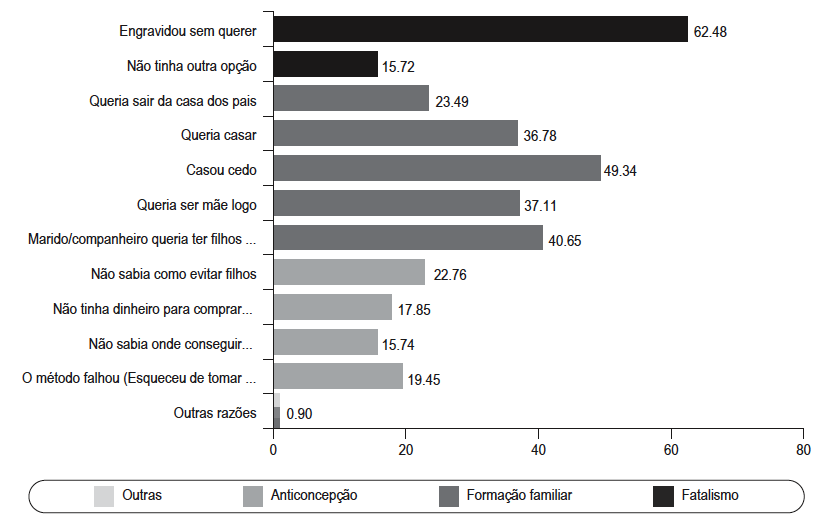 Engravidou sem querer 62.48
Não tinha outra opção 15.72
Queria sair da casa dos pais 23.49
Queria casar 36.78
Casou cedo 49.34
Queria ser mãe logo 37.11
Marido/companheiro queria ter filhos ... 40.65
Não sabia como evitar filhos 22.76
Não tinha dinheiro para comprar... 17.85
Não sabia onde conseguir... 15.74
O método falhou (Esqueceu de tomar ... 19.45
Outras razões 0.90
0 20 40 60 80
Outras Anticoncepção Formação familiar Fatalismo